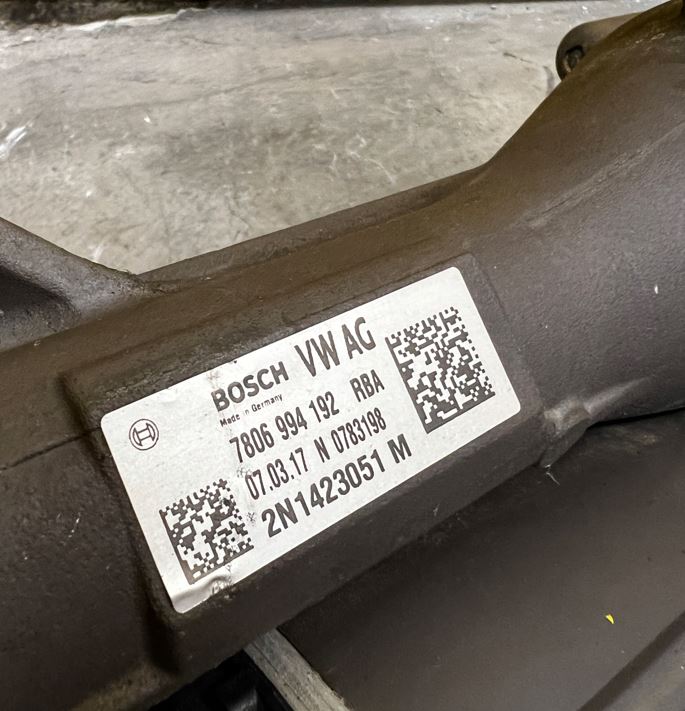 BOSCH VW AG
Made in Germany
7806 994 192 RBA
07.03.17 N 0783198
2N1423051 M